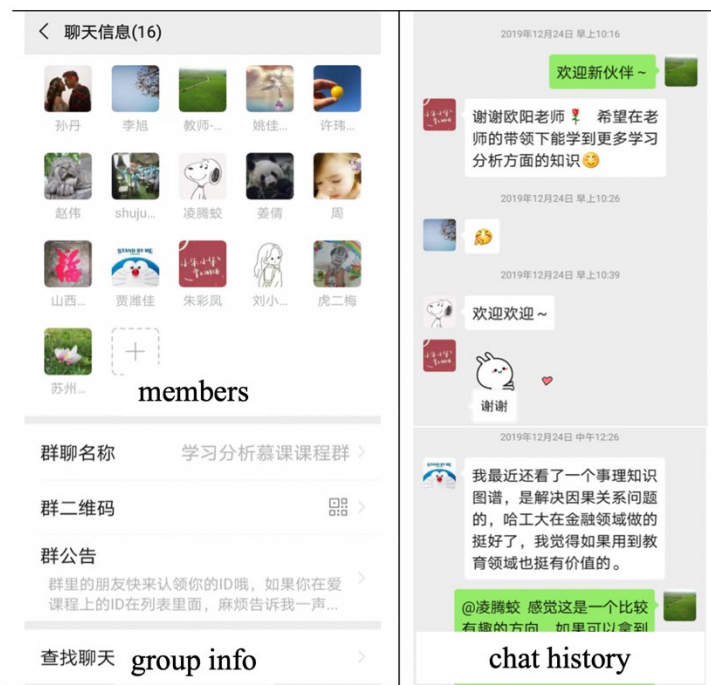 聊天信息(16)
孙丹
李旭
教师-...
姚佳...
许玮...
赵伟
shuju...
凌腾蛟
姜倩
周
STAND BY ME
山西...
贾潍佳
朱彩凤
刘小...
虎二梅
苏州...
members
群聊名称
学习分析慕课课程群
群二维码
群公告
群里的朋友快来认领你的ID哦，如果你在爱
课程上的ID在列表里面，麻烦告诉我一声...
查找聊天
group info
2019年12月24日 早上10:16
欢迎新伙伴～
谢谢欧阳老师🌹 希望在老
师的带领下能学到更多学习
分析方面的知识😊
2019年12月24日 早上10:26
2019年12月24日 早上10:39
欢迎欢迎～
谢谢
2019年12月24日 中午12:26
我最近还看了一个事理知识
图谱，是解决因果关系问题
的，哈工大在金融领域做的
挺好了，我觉得如果用到教
育领域也挺有价值的。
@凌腾蛟 感觉这是一个比较
有趣的方向，如果可以拿到
chat history